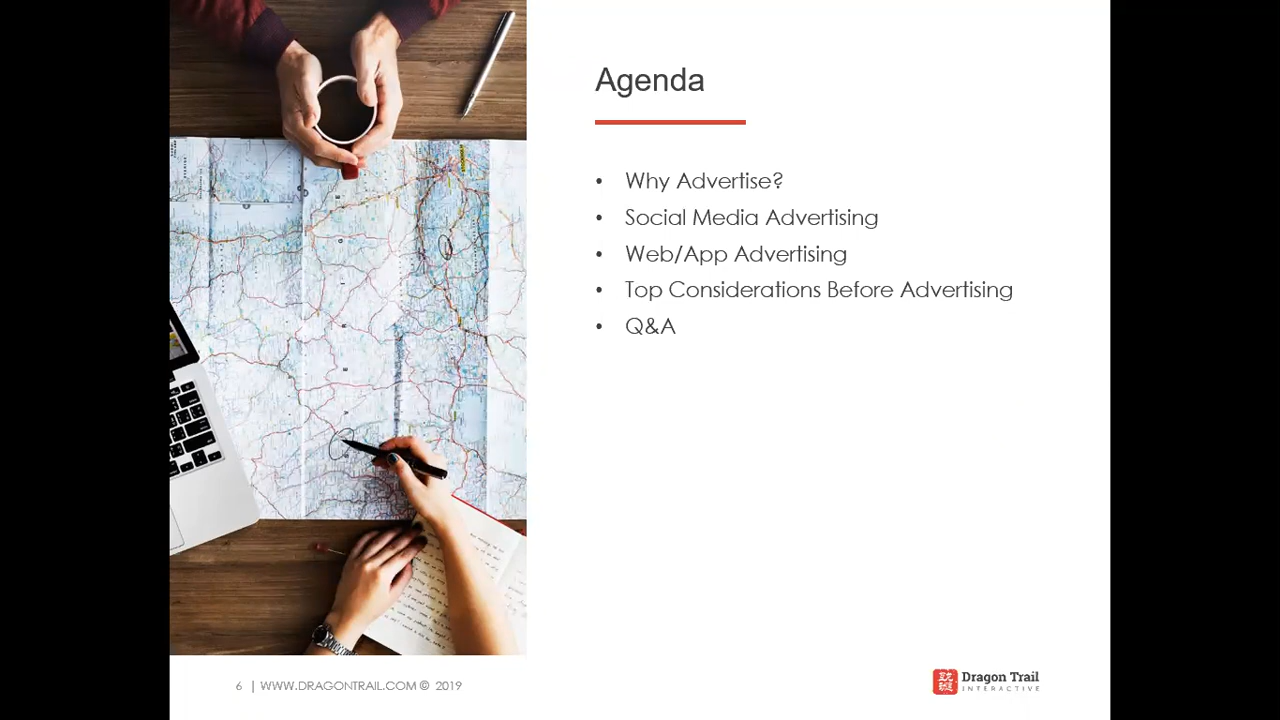 Agenda
• Why Advertise?
• Social Media Advertising
• Web/App Advertising
• Top Considerations Before Advertising
• Q&A
6 | WWW.DRAGONTRAIL.COM © 2019
Dragon Trail
INTERACTIVE